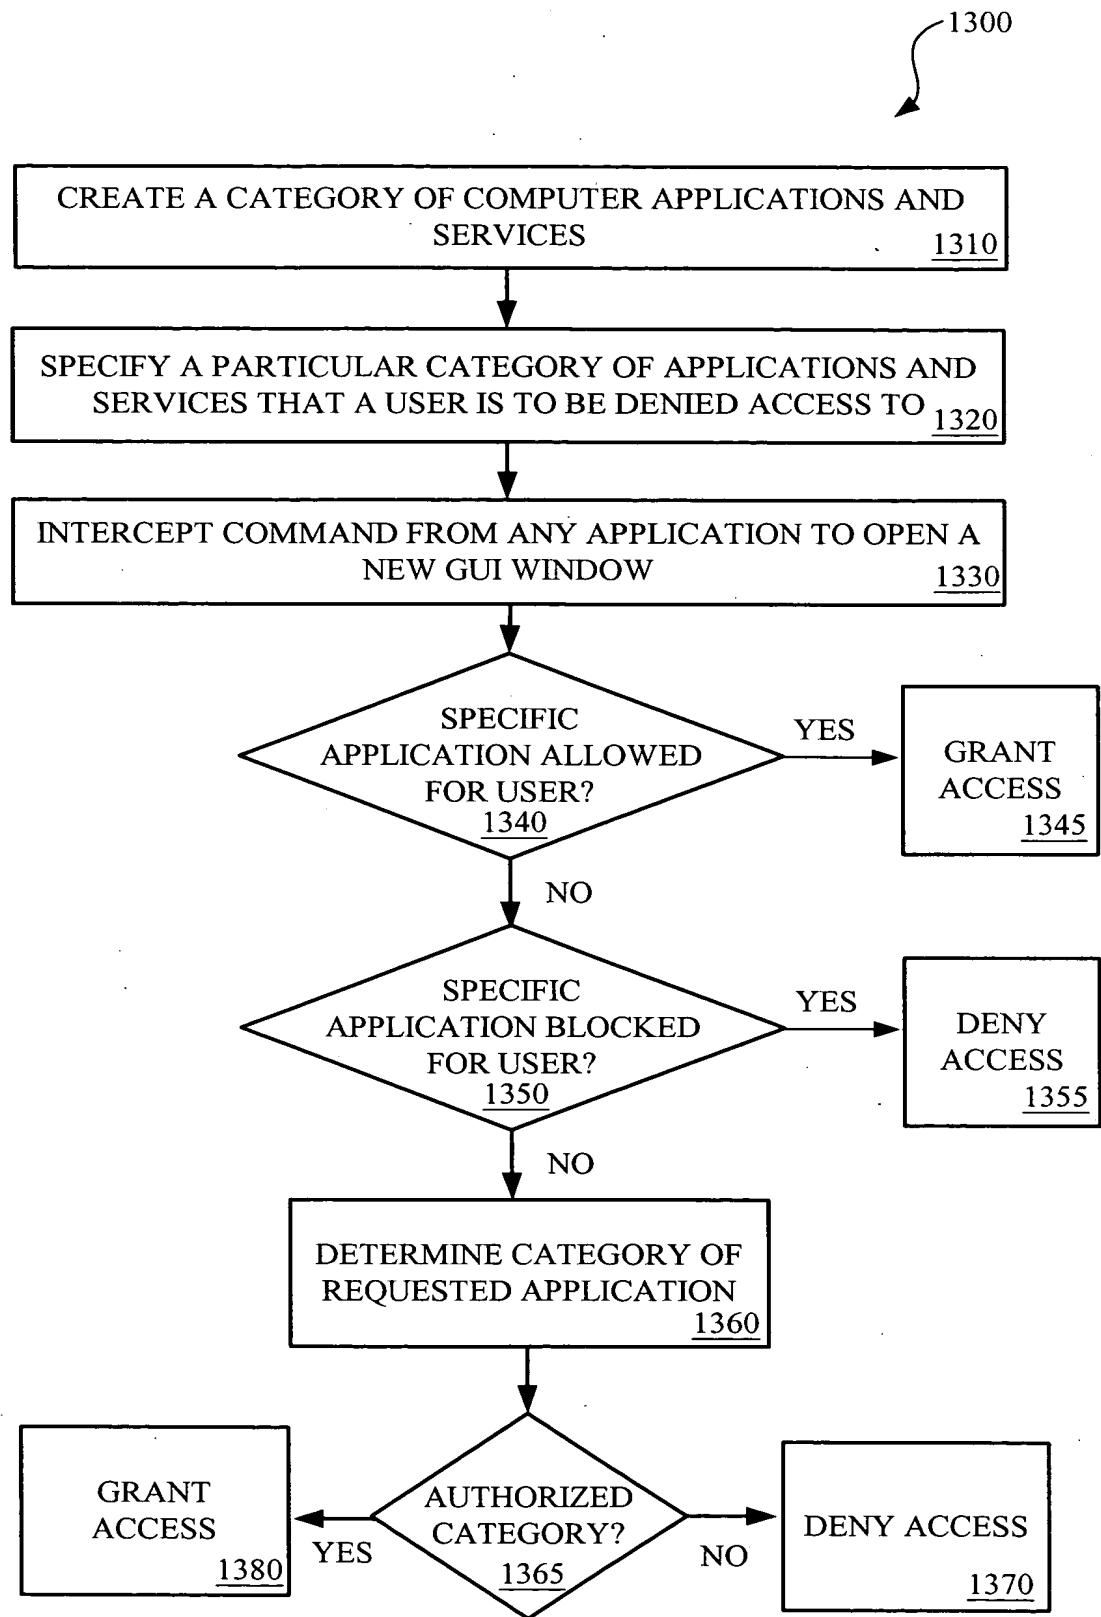 1300
CREATE A CATEGORY OF COMPUTER APPLICATIONS AND
SERVICES
1310
SPECIFY A PARTICULAR CATEGORY OF APPLICATIONS AND
SERVICES THAT A USER IS TO BE DENIED ACCESS TO
1320
INTERCEPT COMMAND FROM ANY APPLICATION TO OPEN A
NEW GUI WINDOW
1330
SPECIFIC
APPLICATION ALLOWED
FOR USER?
1340
YES
GRANT
ACCESS
1345
NO
SPECIFIC
APPLICATION BLOCKED
FOR USER?
1350
YES
DENY
ACCESS
1355
NO
DETERMINE CATEGORY OF
REQUESTED APPLICATION
1360
AUTHORIZED
CATEGORY?
1365
YES
GRANT
ACCESS
1380
NO
DENY ACCESS
1370